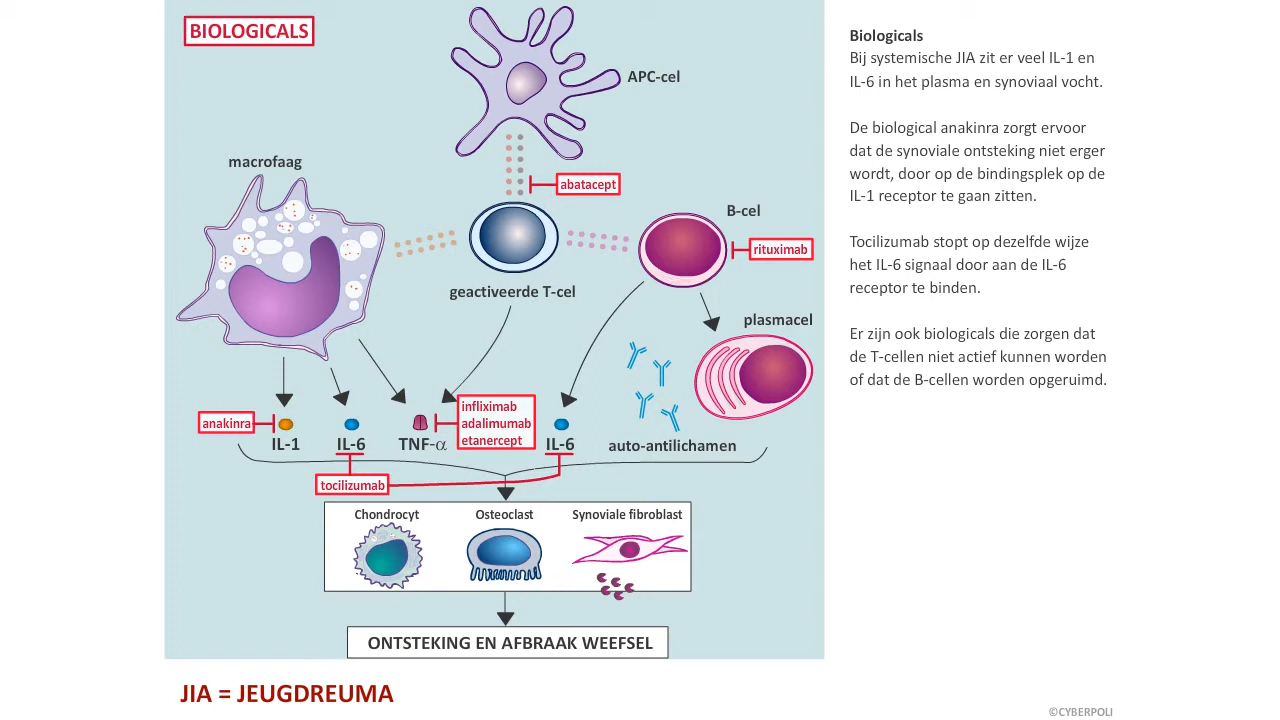 BIOLOGICALS
APC-cel
macrofaag
abatacept
B-cel
rituximab
geactiveerde T-cel
plasmacel
infliximab
adalimumab
etanercept
anakinra
IL-1
IL-6
TNF-α
IL-6
auto-antilichamen
tocilizumab
Chondrocyt
Osteoclast
Synoviale fibroblast
ONTSTEKING EN AFBRAAK WEEFSEL
JIA = JEUGDREUMA
Biologicals
Bij systemische JIA zit er veel IL-1 en
IL-6 in het plasma en synoviaal vocht.
De biological anakinra zorgt ervoor
dat de synoviale ontsteking niet erger
wordt, door op de bindingsplek op de
IL-1 receptor te gaan zitten.
Tocilizumab stopt op dezelfde wijze
het IL-6 signaal door aan de IL-6
receptor te binden.
Er zijn ook biologicals die zorgen dat
de T-cellen niet actief kunnen worden
of dat de B-cellen worden opgeruimd.
©CYBERPOLI